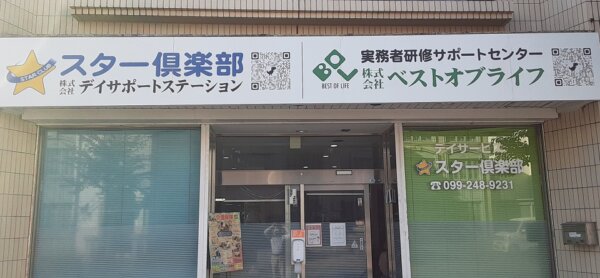 STAR CLUB
スター倶楽部
株式会社 デイサポートステーション
BOL
BEST OF LIFE
実務者研修サポートセンター
株式会社 ベストオブライフ
デイサービス
スター倶楽部
☎099-248-9231